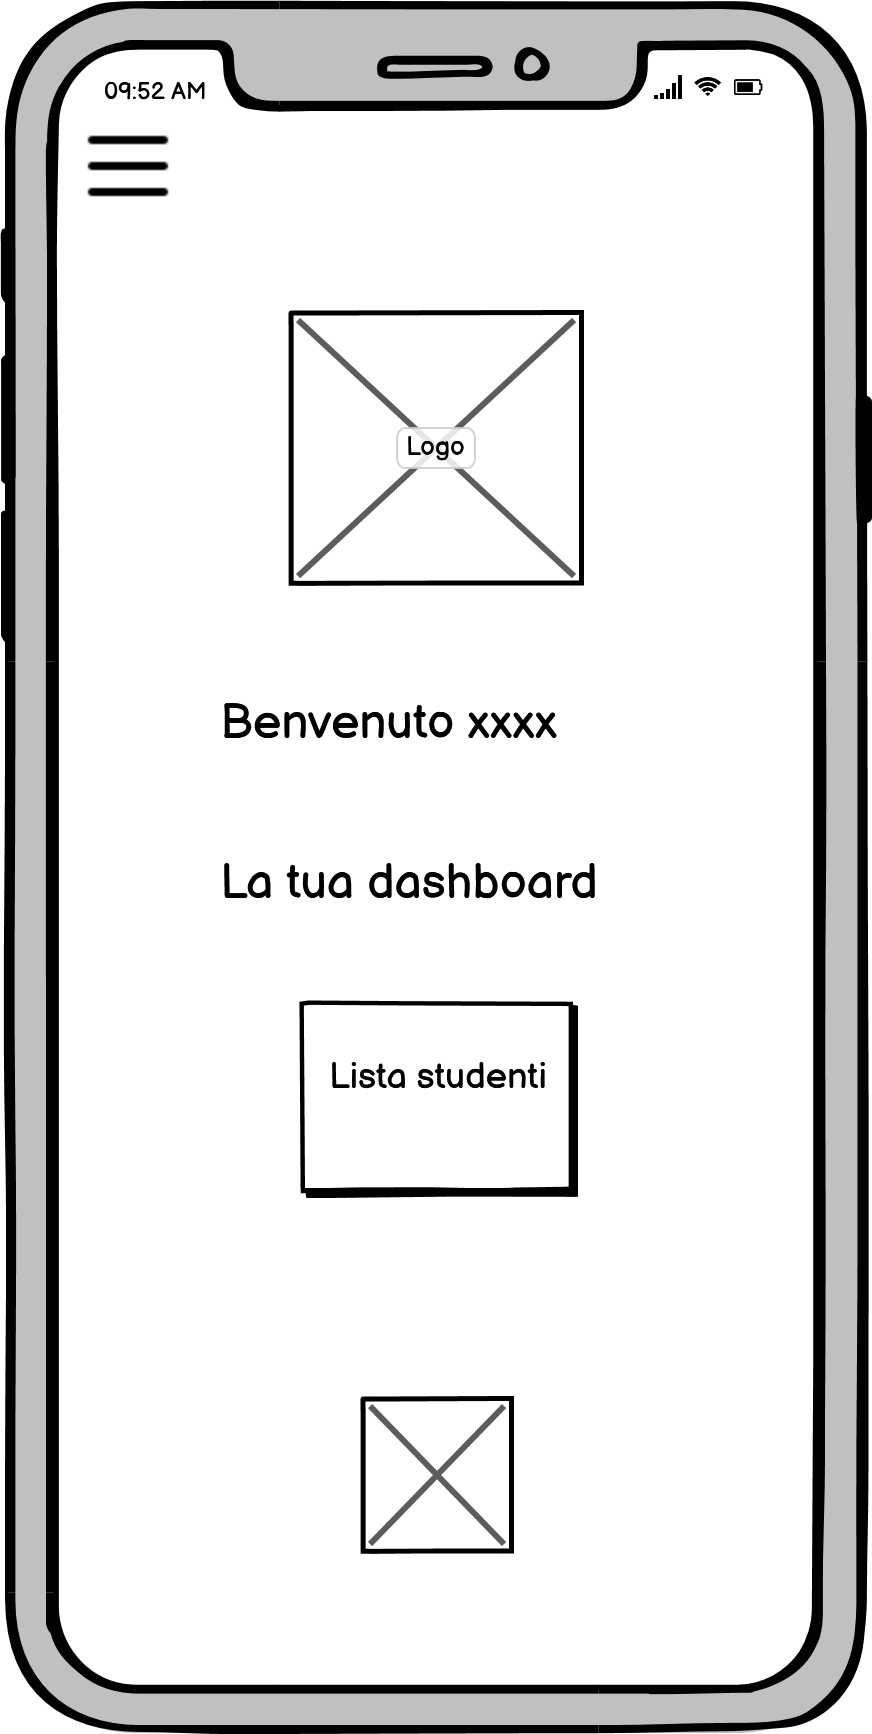 09:52 AM
Logo
Benvenuto xxxx
La tua dashboard
Lista studenti